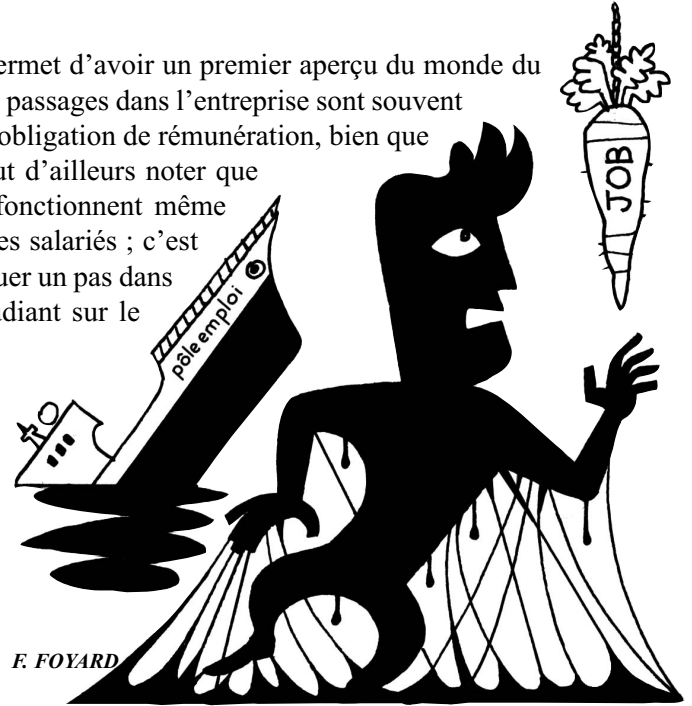 ermet d’avoir un premier aperçu du monde du
passages dans l’entreprise sont souvent
obligation de rémunération, bien que
ut d’ailleurs noter que
fonctionnent même
es salariés ; c’est
uer un pas dans
udiant sur le
JOB
pôle emploi
F. FOYARD